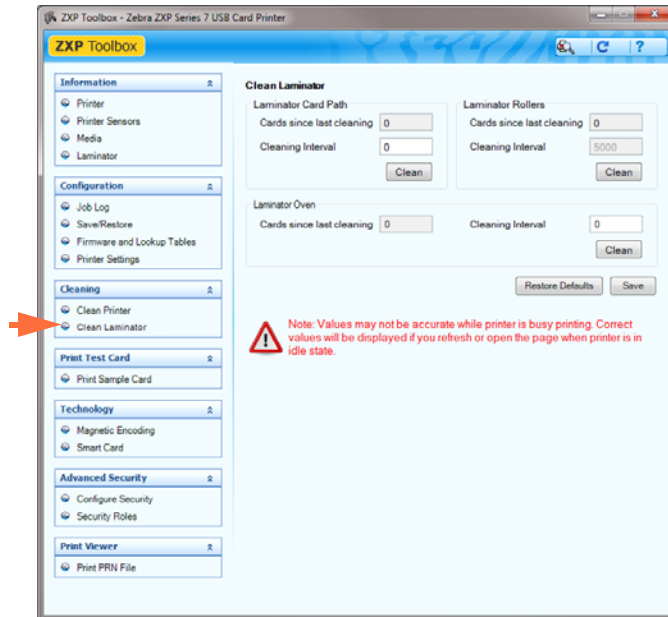 ZXP Toolbox - Zebra ZXP Series 7 USB Card Printer
ZXP Toolbox
?
Information
Printer
Printer Sensors
Media
Laminator
Configuration
Job Log
Save/Restore
Firmware and Lookup Tables
Printer Settings
Cleaning
Clean Printer
Clean Laminator
Print Test Card
Print Sample Card
Technology
Magnetic Encoding
Smart Card
Advanced Security
Configure Security
Security Roles
Print Viewer
Print PRN File
Clean Laminator
Laminator Card Path
Cards since last cleaning 0
Cleaning Interval 0
Clean
Laminator Rollers
Cards since last cleaning 0
Cleaning Interval 5000
Clean
Laminator Oven
Cards since last cleaning 0 Cleaning Interval 0
Clean
Restore Defaults Save
Note: Values may not be accurate while printer is busy printing. Correct
values will be displayed if you refresh or open the page when printer is in
idle state.